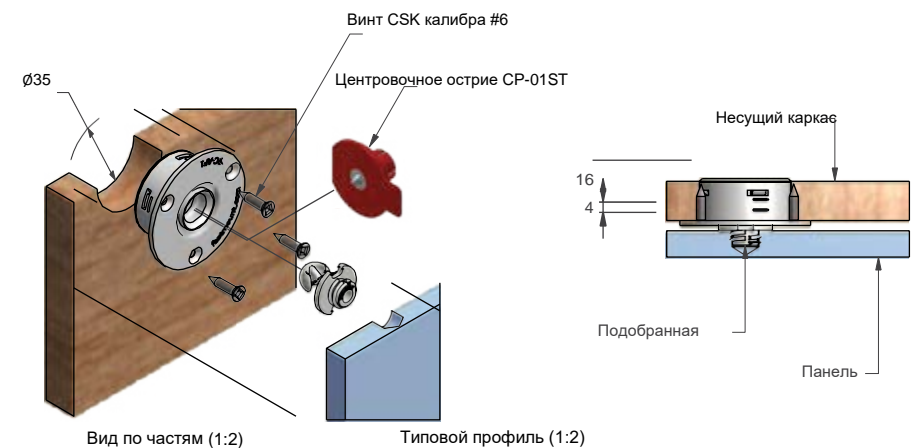 Винт CSK калибра #6
Ø35
Центровочное острие CP-01ST
Несущий каркас
16
4
Подобранная
Панель
Вид по частям (1:2)
Типовой профиль (1:2)